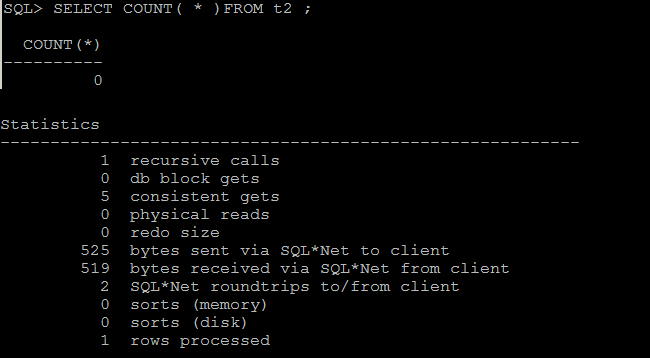 SQL> SELECT COUNT( * )FROM t2 ;
COUNT(*)
----------
0
Statistics
----------------------------------------------------------
1 recursive calls
0 db block gets
5 consistent gets
0 physical reads
0 redo size
525 bytes sent via SQL*Net to client
519 bytes received via SQL*Net from client
2 SQL*Net roundtrips to/from client
0 sorts (memory)
0 sorts (disk)
1 rows processed